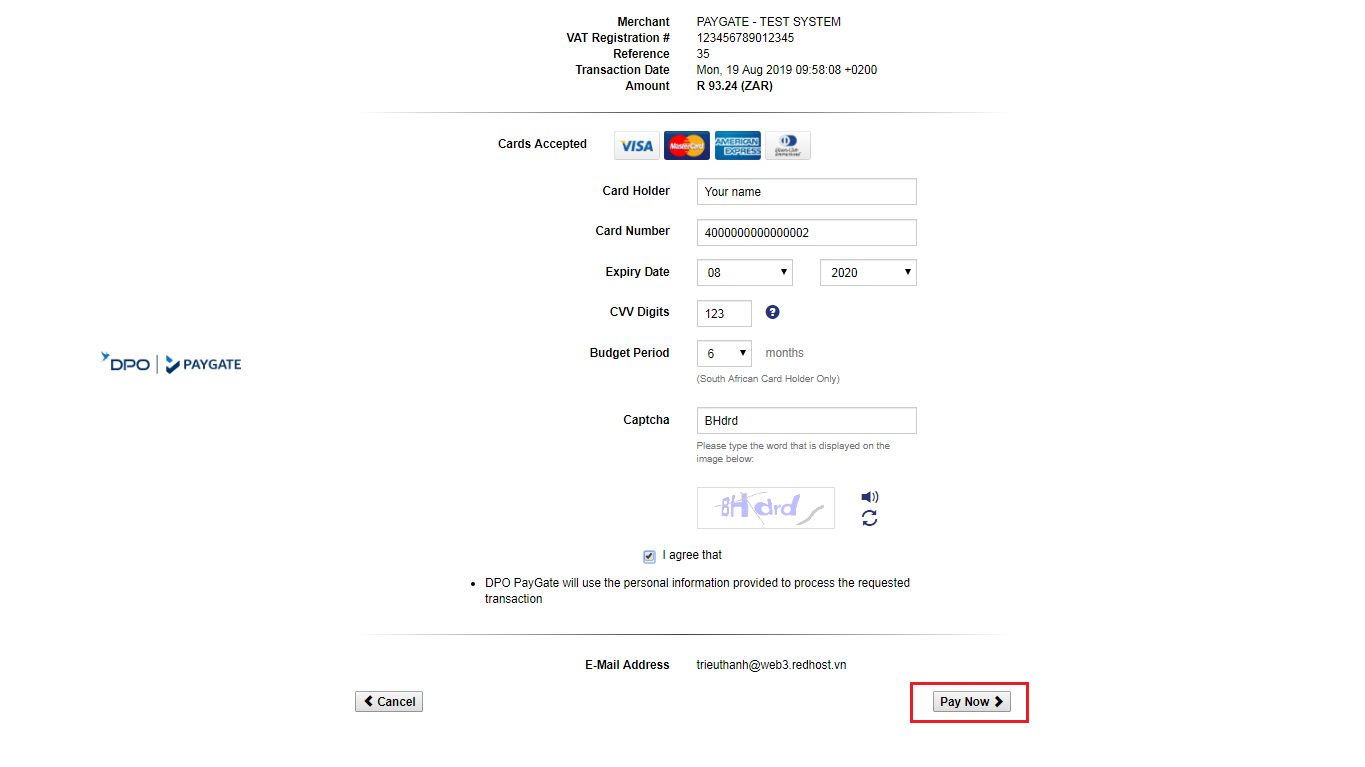 Merchant PAYGATE - TEST SYSTEM
VAT Registration # 123456789012345
Reference 35
Transaction Date Mon, 19 Aug 2019 09:58:08 +0200
Amount R 93.24 (ZAR)
Cards Accepted VISA MasterCard AMERICAN EXPRESS
Card Holder Your name
Card Number 4000000000000002
Expiry Date 08 2020
CVV Digits 123
Budget Period 6 months
(South African Card Holder Only)
DPO PAYGATE
Captcha BHdrd
Please type the word that is displayed on the
image below:
BHdrd
I agree that
DPO PayGate will use the personal information provided to process the requested
transaction
E-Mail Address trieuthanh@web3.redhost.vn
Cancel Pay Now